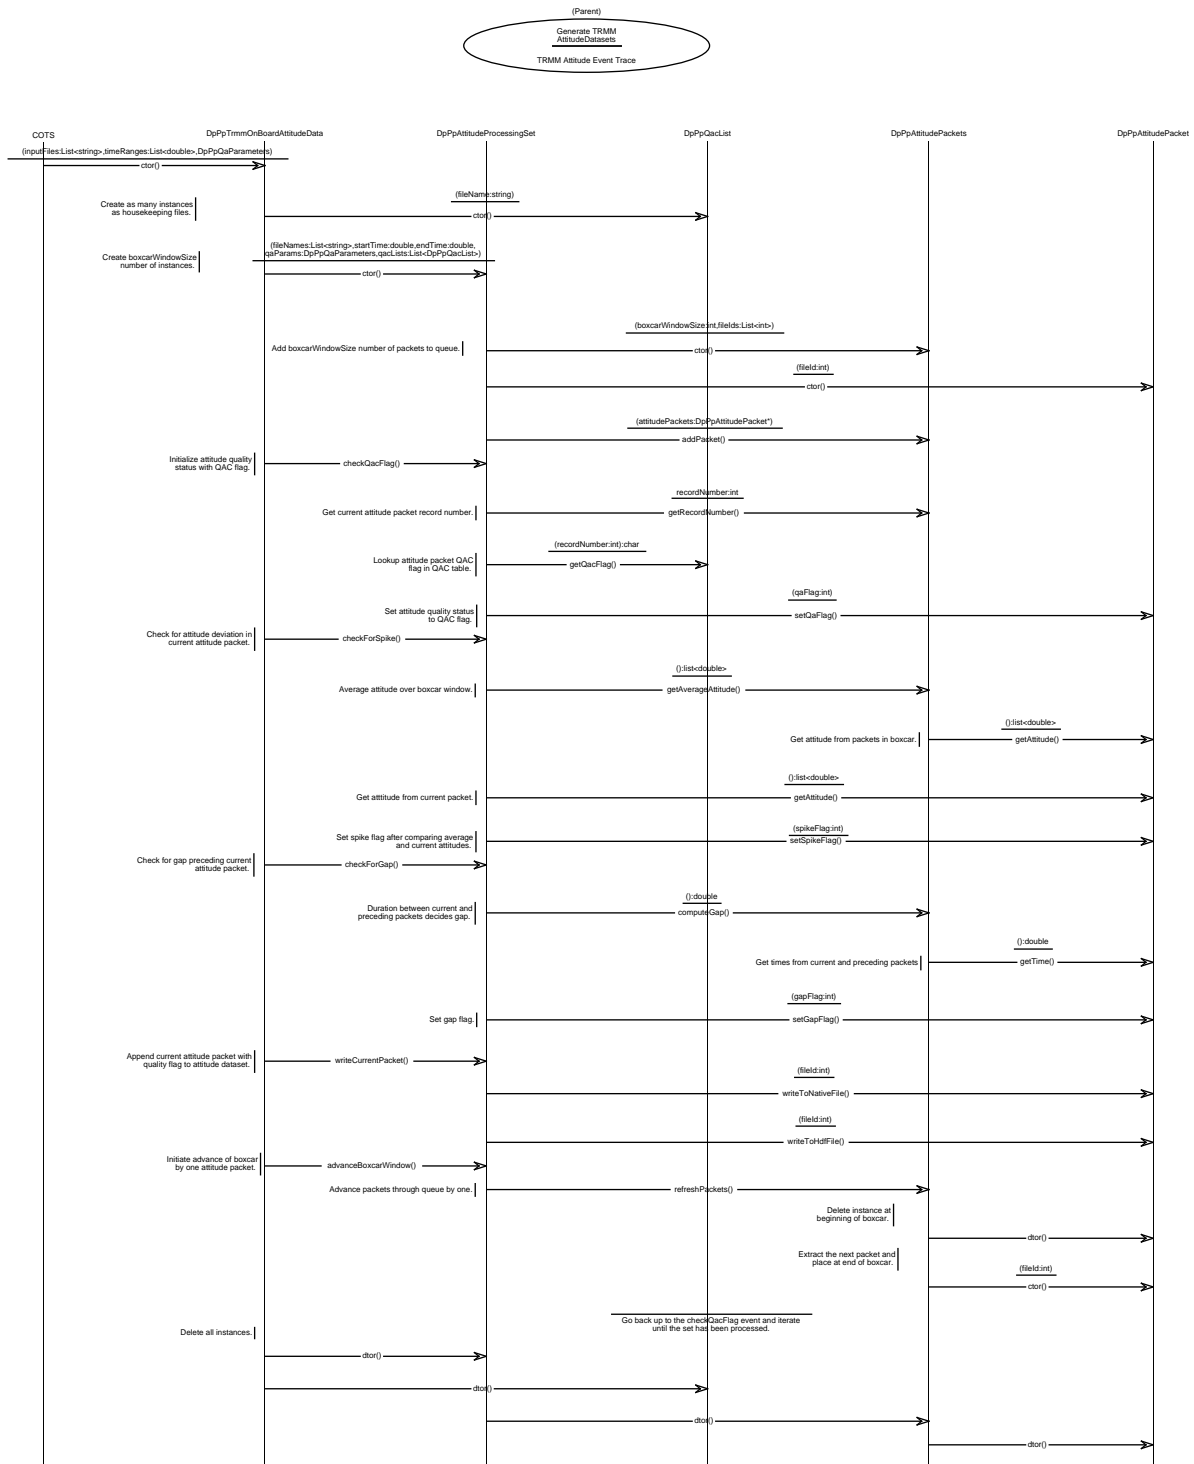 (Parent)
Generate TRMM
AttitudeDatasets
TRMM Attitude Event Trace
COTS
DpPpTrmmOnBoardAttitudeData
DpPpAttitudeProcessingSet
DpPpQacList
DpPpAttitudePackets
DpPpAttitudePacket
(inputFiles:List<string>,timeRanges:List<double>,DpPpQaParameters)
ctor()
(fileName:string)
Create as many instances
as housekeeping files.
ctor()
(fileNames:List<string>,startTime:double,endTime:double,
qaParams:DpPpQaParameters,qacLists:List<DpPpQacList>)
Create boxcarWindowSize
number of instances.
ctor()
(boxcarWindowSize:int,fileIds:List<int>)
Add boxcarWindowSize number of packets to queue.
ctor()
(fileId:int)
ctor()
(attitudePackets:DpPpAttitudePacket*)
addPacket()
Initialize attitude quality
status with QAC flag.
checkQacFlag()
recordNumber:int
Get current attitude packet record number.
getRecordNumber()
(recordNumber:int):char
Lookup attitude packet QAC
flag in QAC table.
getQacFlag()
(qaFlag:int)
Set attitude quality status
to QAC flag.
setQaFlag()
Check for attitude deviation in
current attitude packet.
checkForSpike()
():list<double>
Average attitude over boxcar window.
getAverageAttitude()
():list<double>
Get attitude from packets in boxcar.
getAttitude()
():list<double>
Get atttitude from current packet.
getAttitude()
(spikeFlag:int)
Set spike flag after comparing average
and current attitudes.
setSpikeFlag()
Check for gap preceding current
attitude packet.
checkForGap()
():double
Duration between current and
preceding packets decides gap.
computeGap()
():double
Get times from current and preceding packets
getTime()
(gapFlag:int)
Set gap flag.
setGapFlag()
Append current attitude packet with
quality flag to attitude dataset.
writeCurrentPacket()
(fileId:int)
writeToNativeFile()
(fileId:int)
writeToHdfFile()
Initiate advance of boxcar
by one attitude packet.
advanceBoxcarWindow()
Advance packets through queue by one.
refreshPackets()
Delete instance at
beginning of boxcar.
dtor()
Extract the next packet and
place at end of boxcar.
(fileId:int)
ctor()
Go back up to the checkQacFlag event and iterate
until the set has been processed.
Delete all instances.
dtor()
dtor()
dtor()
dtor()